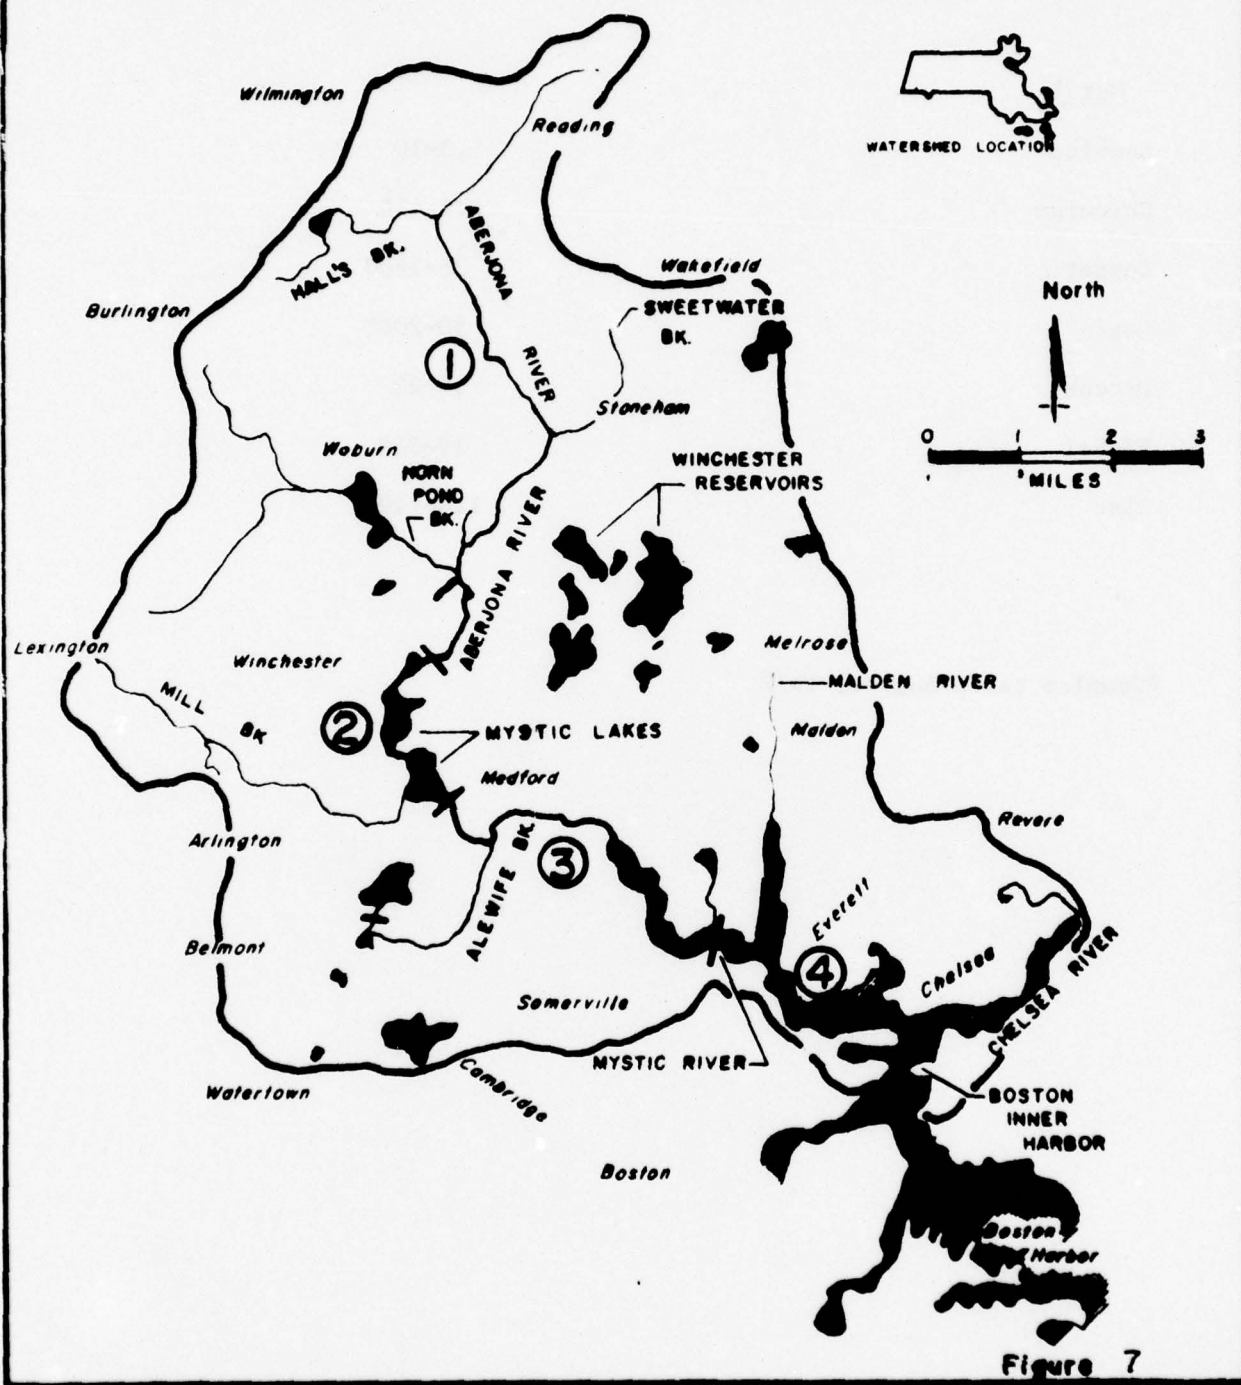 Wilmington
Reading
WATERSHED LOCATION
ABERJONA
RIVER
HALL'S BK.
Wakefield
Burlington
SWEETWATER
BK.
North
1
Stoneham
0 1 2 3
MILES
Woburn
HORN
POND
BK.
WINCHESTER
RESERVOIRS
ABERJONA RIVER
Lexington
Winchester
Melrose
MALDEN RIVER
MILL BK
2
MYSTIC LAKES
Malden
Medford
Revere
Arlington
ALEWIFE BK.
3
Everett
Belmont
4
Chelsea
CHELSEA RIVER
Somerville
MYSTIC RIVER
Watertown
Cambridge
BOSTON
INNER
HARBOR
Boston
Boston
Harbor
Figure 7